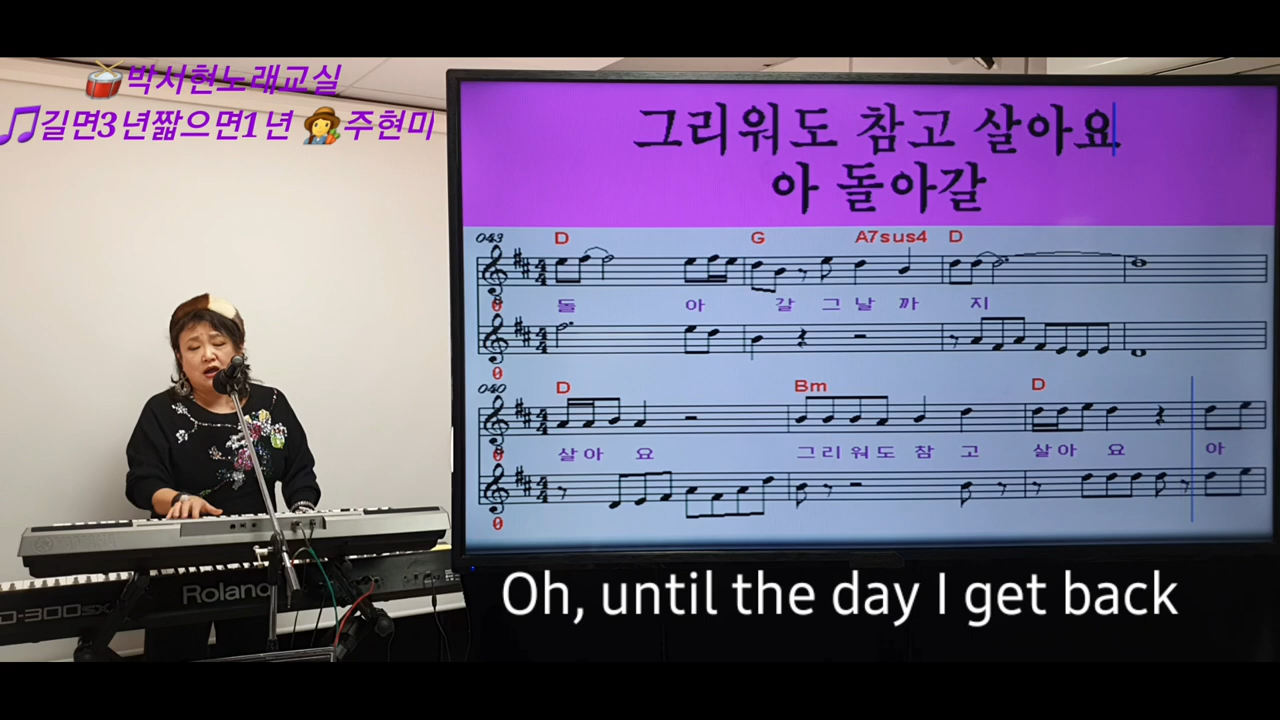 🥁박서현노래교실
🎵길면3년짧으면1년 👩‍🌾주현미
그리워도 참고 살아요
아 돌아갈
043 D G A7sus4 D
0 돌 아 갈 그 날 까 지
0
040 D Bm D
0 살 아 요 그 리 워 도 참 고 살 아 요 아
0
Roland
D-300SX
Oh, until the day I get back